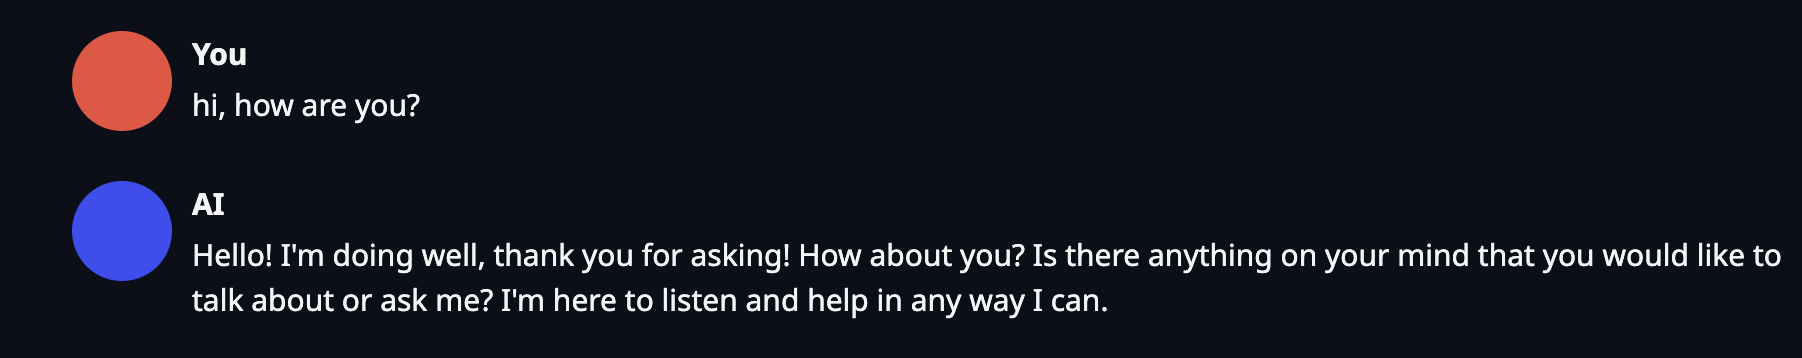 You
hi, how are you?
AI
Hello! I'm doing well, thank you for asking! How about you? Is there anything on your mind that you would like to
talk about or ask me? I'm here to listen and help in any way I can.